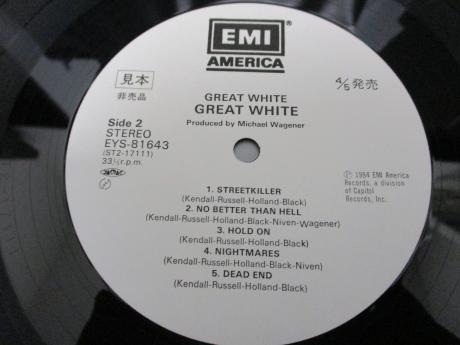 EMI
AMERICA
見本
非売品
4/5発売
GREAT WHITE
GREAT WHITE
Produced by Michael Wagener
Side 2
STEREO
EYS-81643
(ST2-17111)
33⅓r.p.m.
Ⓟ1984 EMI America
Records, a division
of Capitol
Records, Inc.
1. STREETKILLER
(Kendall-Russell-Holland-Black)
2. NO BETTER THAN HELL
(Kendall-Russell-Holland-Black-Niven-Wagener)
3. HOLD ON
(Kendall-Russell-Holland-Black)
4. NIGHTMARES
(Kendall-Russell-Holland-Black-Niven)
5. DEAD END
(Kendall-Russell-Holland-Black)